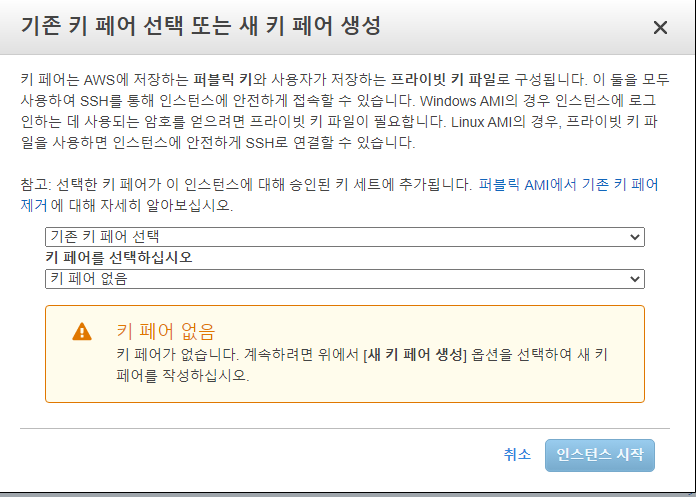 기존 키 페어 선택 또는 새 키 페어 생성
키 페어는 AWS에 저장하는 퍼블릭 키와 사용자가 저장하는 프라이빗 키 파일로 구성됩니다. 이 둘을 모두
사용하여 SSH를 통해 인스턴스에 안전하게 접속할 수 있습니다. Windows AMI의 경우 인스턴스에 로그
인하는 데 사용되는 암호를 얻으려면 프라이빗 키 파일이 필요합니다. Linux AMI의 경우, 프라이빗 키 파
일을 사용하면 인스턴스에 안전하게 SSH로 연결할 수 있습니다.
참고: 선택한 키 페어가 이 인스턴스에 대해 승인된 키 세트에 추가됩니다. 퍼블릭 AMI에서 기존 키 페어
제거 에 대해 자세히 알아보십시오.
기존 키 페어 선택
키 페어를 선택하십시오
키 페어 없음
키 페어 없음
키 페어가 없습니다. 계속하려면 위에서 [새 키 페어 생성] 옵션을 선택하여 새 키
페어를 작성하십시오.
취소 인스턴스 시작